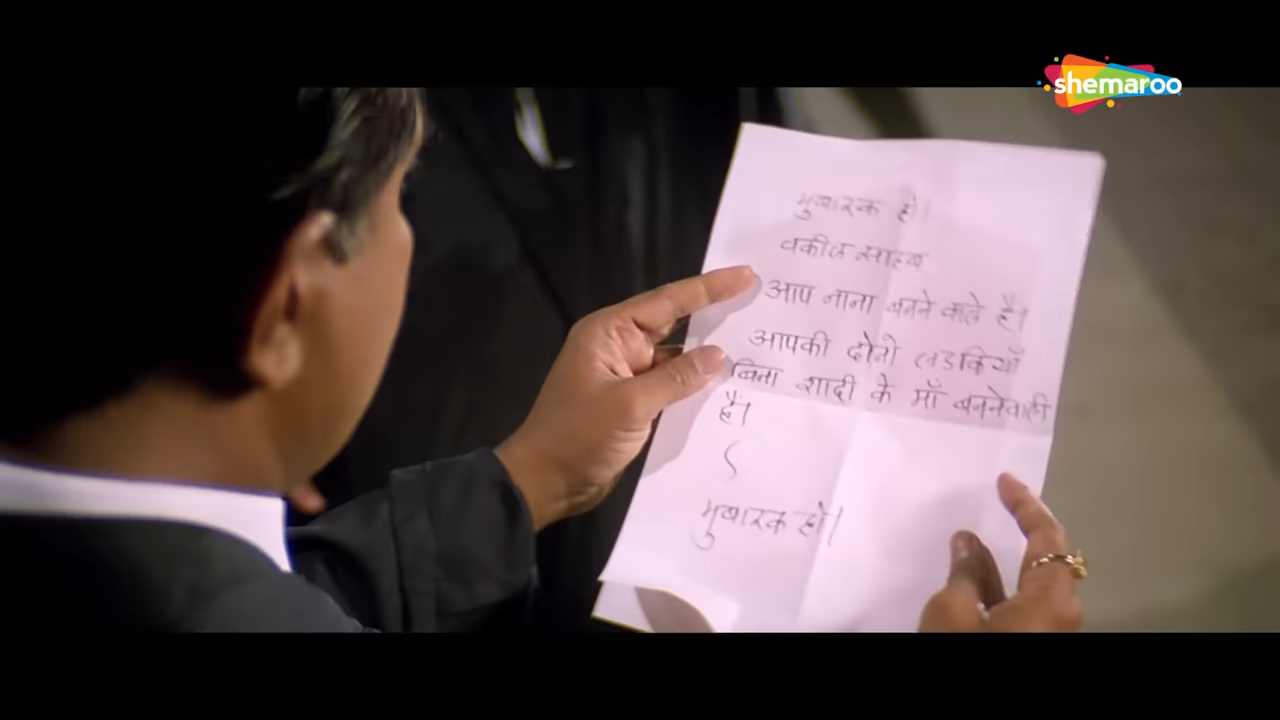 shemaroo
मुबारक हो।
वकील साहब
आप नाना बनने वाले हैं।
आपकी दोनो लडकियाँ
बिना शादी के माँ बननेवाली
हैं।
मुबारक हो।